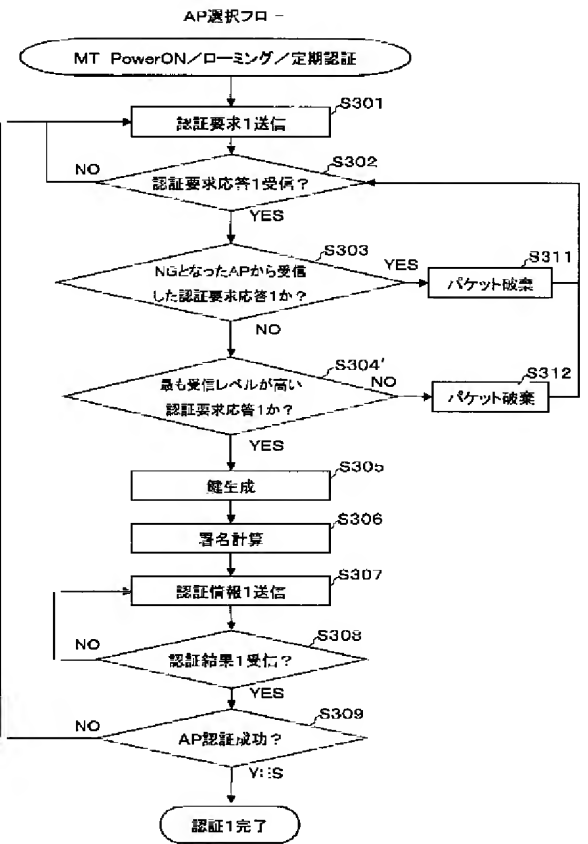 AP選択フロー
MT PowerON／ローミング／定期認証
S301
認証要求1送信
S302
NO
認証要求応答1受信？
YES
S303
NGとなったAPから受信
した認証要求応答1か？
YES
S311
パケット破棄
NO
S304'
最も受信レベルが高い
認証要求応答1か？
NO
S312
パケット破棄
YES
S305
鍵生成
S306
署名計算
S307
認証情報1送信
S308
NO
認証結果1受信？
YES
S309
NO
AP認証成功？
YES
認証1完了